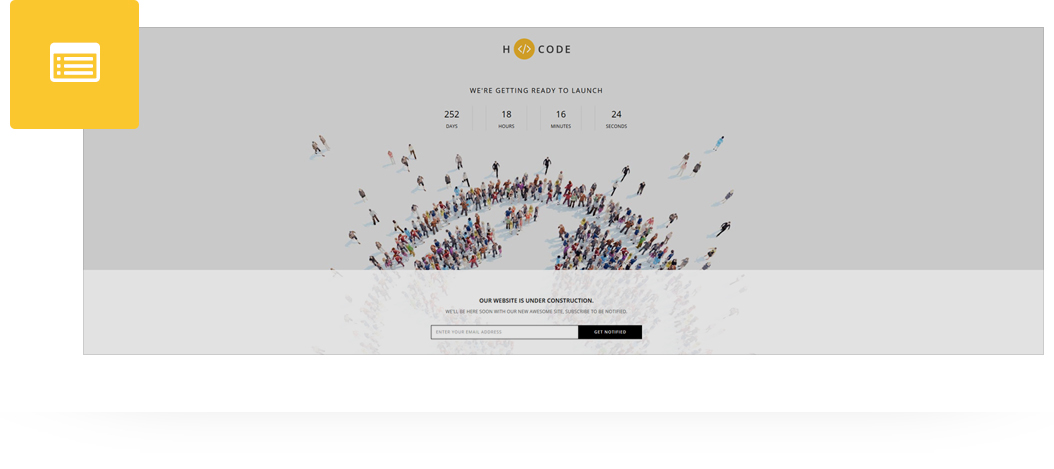 H </> CODE
WE'RE GETTING READY TO LAUNCH
252 18 16 24
DAYS HOURS MINUTES SECONDS
OUR WEBSITE IS UNDER CONSTRUCTION.
WE'LL BE HERE SOON WITH OUR NEW AWESOME SITE, SUBSCRIBE TO BE NOTIFIED.
ENTER YOUR EMAIL ADDRESS GET NOTIFIED